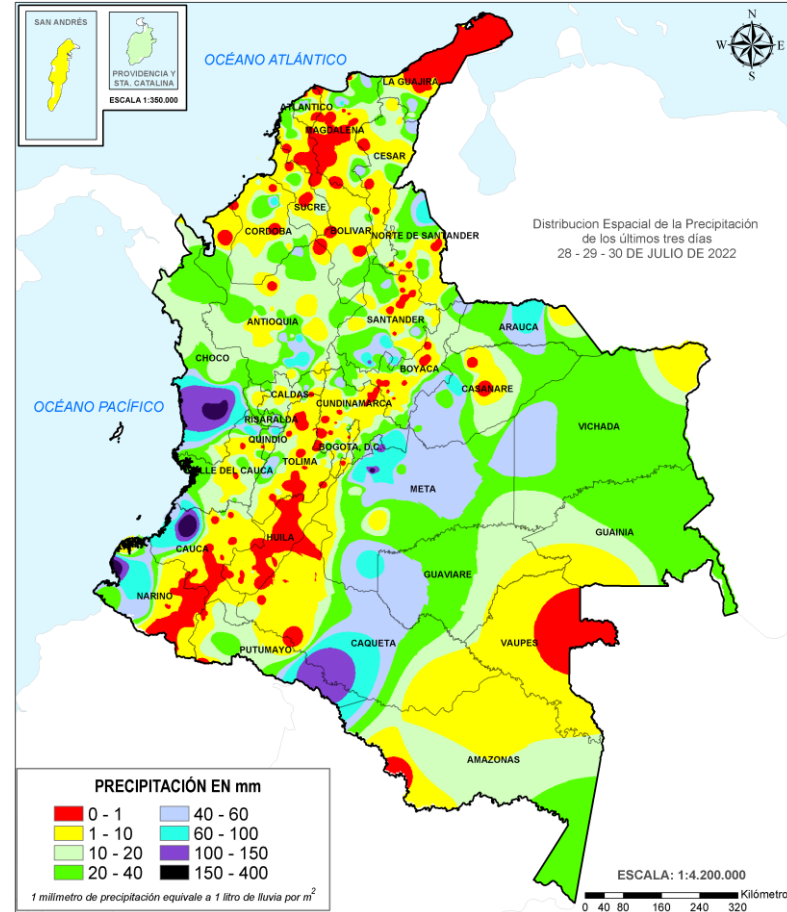 SAN ANDRÉS
PROVIDENCIA Y
STA. CATALINA
ESCALA 1:350.000
OCÉANO ATLÁNTICO
N
W
E
S
LA GUAJIRA
ATLANTICO
MAGDALENA
CESAR
SUCRE
CORDOBA
BOLIVAR
NORTE DE SANTANDER
Distribucion Espacial de la Precipitación
de los últimos tres días
28 - 29 - 30 DE JULIO DE 2022
ANTIOQUIA
SANTANDER
ARAUCA
CHOCO
BOYACA
OCÉANO PACÍFICO
CALDAS
CASANARE
CUNDINAMARCA
RISARALDA
VICHADA
QUINDIO
BOGOTA, D.C.
TOLIMA
VALLE DEL CAUCA
META
GUAINIA
HUILA
CAUCA
GUAVIARE
NARIÑO
VAUPES
CAQUETA
PUTUMAYO
AMAZONAS
PRECIPITACIÓN EN mm
0 - 1
40 - 60
1 - 10
60 - 100
10 - 20
100 - 150
20 - 40
150 - 400
1 milímetro de precipitación equivale a 1 litro de lluvia por m2
ESCALA: 1:4.200.000
Kilómetro
0 40 80 160 240 320